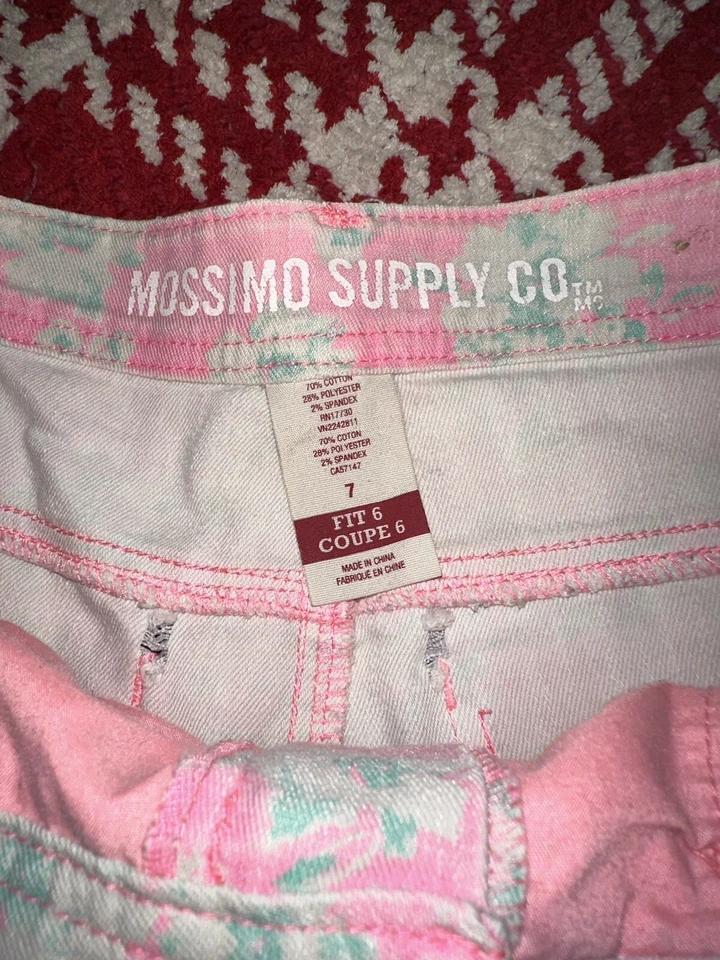 MOSSIMO SUPPLY CO TM MC
70% COTTON
28% POLYESTER
2% SPANDEX
RN17730
VN2242811
70% COTON
28% POLYESTER
2% SPANDEX
CA57147
7
FIT 6
COUPE 6
MADE IN CHINA
FABRIQUÉ EN CHINE